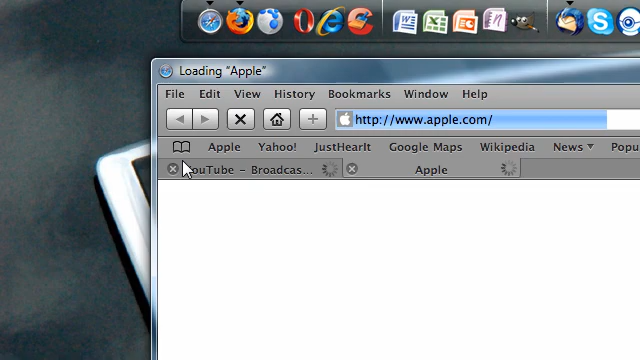 Loading “Apple”
File Edit View History Bookmarks Window Help
http://www.apple.com/
Apple Yahoo! JustHearIt Google Maps Wikipedia News ▼ Popu
ouTube - Broadcas... Apple